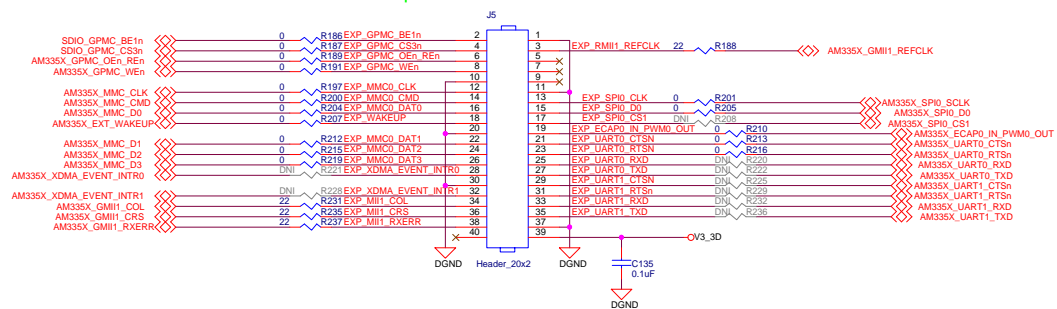 J5
0 R186 EXP_GPMC_BE1n 2 1
SDIO_GPMC_BE1n
0 R187 EXP_GPMC_CS3n 4 3 EXP_RMII1_REFCLK 22 R188 AM335X_GMII1_REFCLK
SDIO_GPMC_CS3n
0 R189 EXP_GPMC_OEn_REn 6 5
AM335X_GPMC_OEn_REn
0 R191 EXP_GPMC_WEn 8 7
AM335X_GPMC_WEn
10 9
0 R197 EXP_MMC0_CLK 12 11
AM335X_MMC_CLK
0 R200 EXP_MMC0_CMD 14 13 EXP_SPI0_CLK 0 R201 AM335X_SPI0_SCLK
AM335X_MMC_CMD
0 R204 EXP_MMC0_DAT0 16 15 EXP_SPI0_D0 0 R205 AM335X_SPI0_D0
AM335X_MMC_D0
0 R207 EXP_WAKEUP 18 17 EXP_SPI0_CS1 DNI R208 AM335X_SPI0_CS1
AM335X_EXT_WAKEUP
20 19 EXP_ECAP0_IN_PWM0_OUT 0 R210 AM335X_ECAP0_IN_PWM0_OUT
0 R212 EXP_MMC0_DAT1 22 21 EXP_UART0_CTSN 0 R213 AM335X_UART0_CTSn
AM335X_MMC_D1
0 R215 EXP_MMC0_DAT2 24 23 EXP_UART0_RTSN 0 R216 AM335X_UART0_RTSn
AM335X_MMC_D2
0 R219 EXP_MMC0_DAT3 26 25 EXP_UART0_RXD DNI R220 AM335X_UART0_RXD
AM335X_MMC_D3
DNI R221 EXP_XDMA_EVENT_INTR0 28 27 EXP_UART0_TXD DNI R222 AM335X_UART0_TXD
AM335X_XDMA_EVENT_INTR0
30 29 EXP_UART1_CTSn DNI R225 AM335X_UART1_CTSn
DNI R228 EXP_XDMA_EVENT_INTR1 32 31 EXP_UART1_RTSn DNI R229 AM335X_UART1_RTSn
AM335X_XDMA_EVENT_INTR1
22 R231 EXP_MII1_COL 34 33 EXP_UART1_RXD DNI R232 AM335X_UART1_RXD
AM335X_GMII1_COL
22 R235 EXP_MII1_CRS 36 35 EXP_UART1_TXD DNI R236 AM335X_UART1_TXD
AM335X_GMII1_CRS
22 R237 EXP_MII1_RXERR 38 37
AM335X_GMII1_RXERR
40 39 V3_3D
DGND Header_20x2 DGND C135
0.1uF
DGND